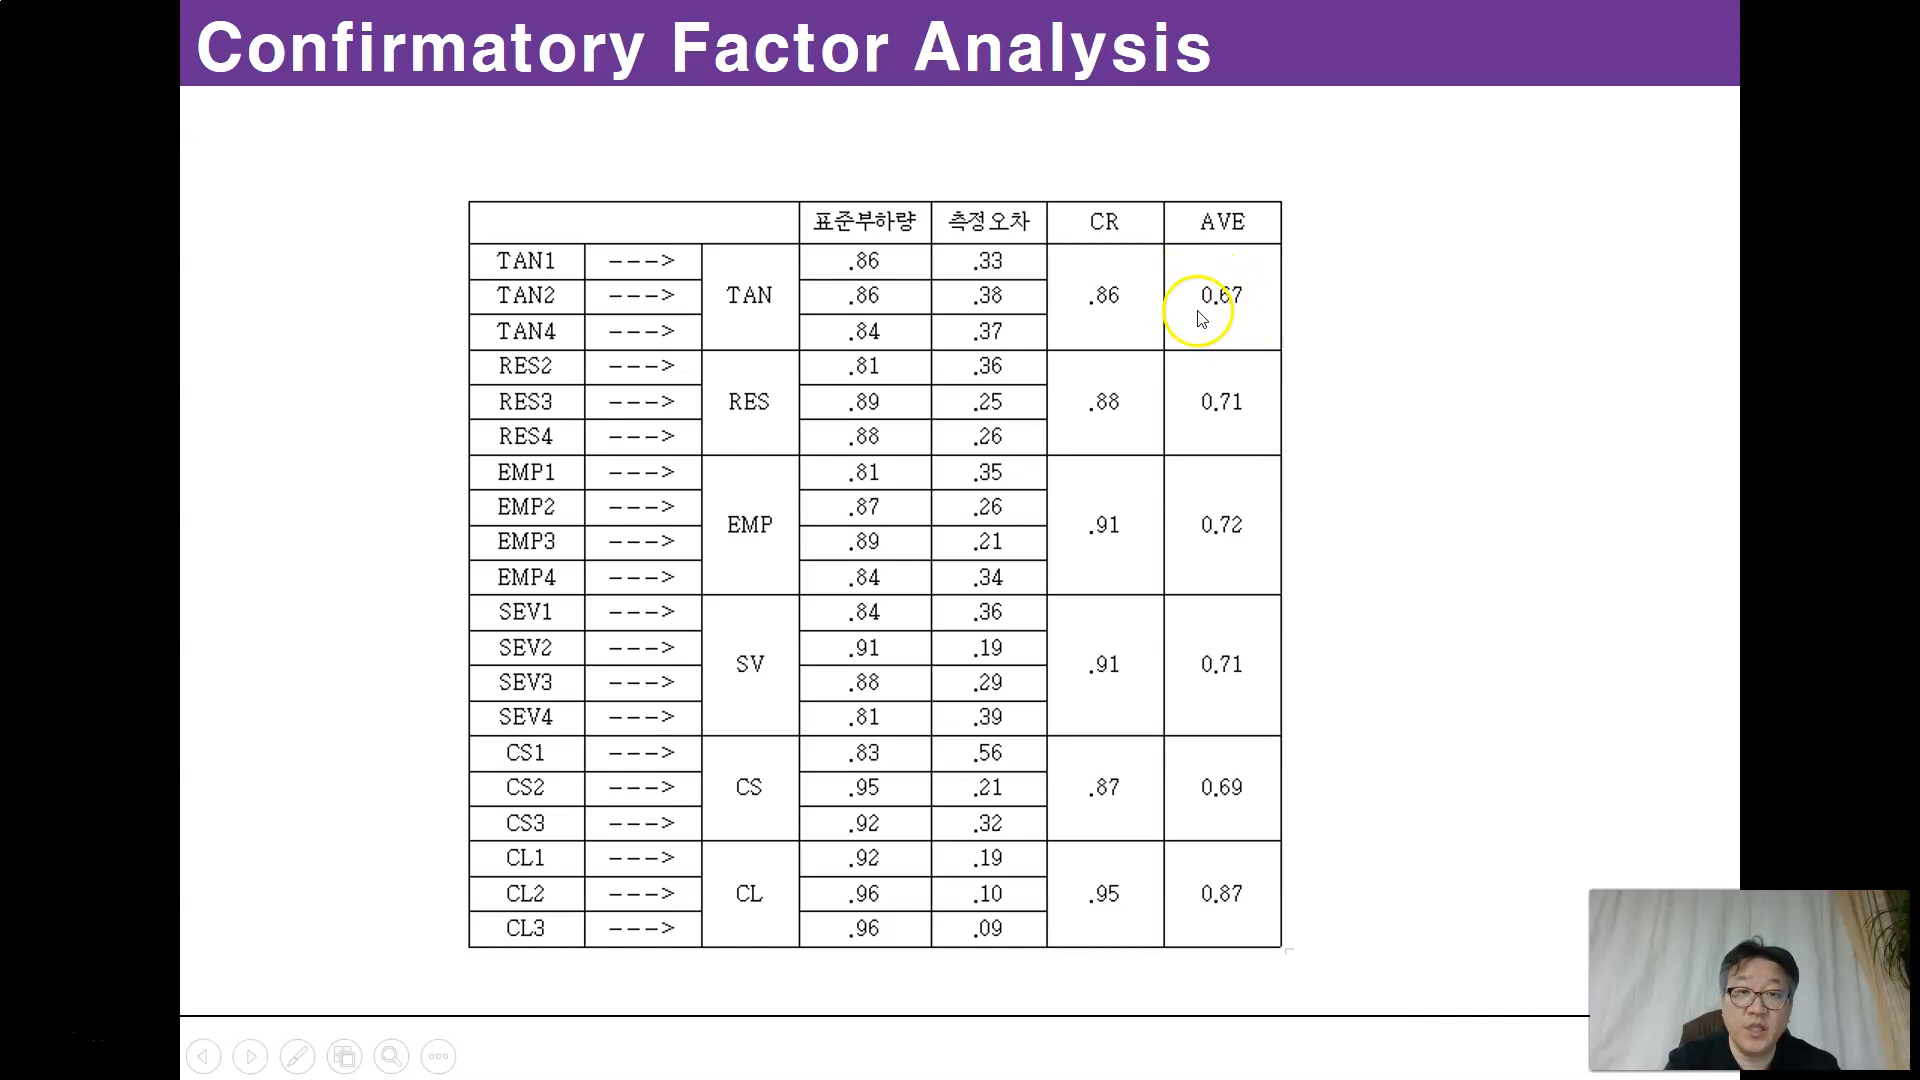 Confirmatory Factor Analysis
표준부하량 측정오차 CR AVE
TAN1 ---> TAN .86 .33 .86 0.67
TAN2 ---> .86 .38
TAN4 ---> .84 .37
RES2 ---> RES .81 .36 .88 0.71
RES3 ---> .89 .25
RES4 ---> .88 .26
EMP1 ---> EMP .81 .35 .91 0.72
EMP2 ---> .87 .26
EMP3 ---> .89 .21
EMP4 ---> .84 .34
SEV1 ---> SV .84 .36 .91 0.71
SEV2 ---> .91 .19
SEV3 ---> .88 .29
SEV4 ---> .81 .39
CS1 ---> CS .83 .56 .87 0.69
CS2 ---> .95 .21
CS3 ---> .92 .32
CL1 ---> CL .92 .19 .95 0.87
CL2 ---> .96 .10
CL3 ---> .96 .09